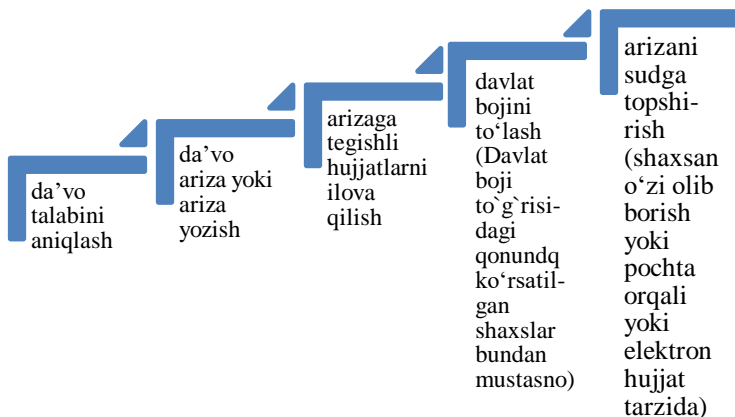 da’vo
talabini
aniqlash
da’vo
ariza yoki
ariza
yozish
arizaga
tegishli
hujjatlarni
ilova
qilish
davlat
bojini
to‘lash
(Davlat
boji
to`g`risi-
dagi
qonundq
ko‘rsatil-
gan
shaxslar
bundan
mustasno)
arizani
sudga
topshi-
rish
(shaxsan
o‘zi olib
borish
yoki
pochta
orqali
yoki
elektron
hujjat
tarzida)